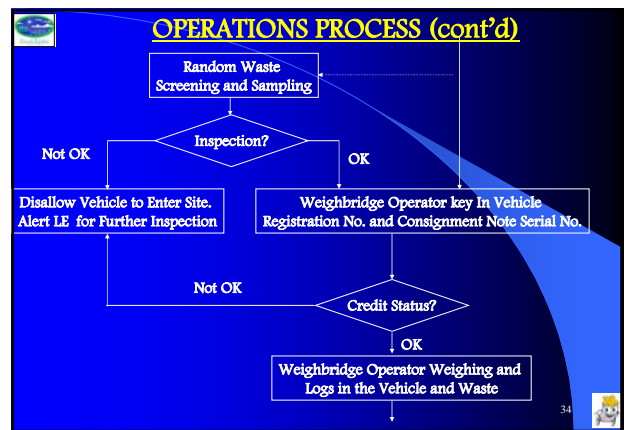 OPERATIONS PROCESS (cont’d)
Random Waste
Screening and Sampling
Inspection?
Not OK
OK
Disallow Vehicle to Enter Site.
Alert LE for Further Inspection
Weighbridge Operator key In Vehicle
Registration No. and Consignment Note Serial No.
Not OK
Credit Status?
OK
Weighbridge Operator Weighing and
Logs in the Vehicle and Waste
34